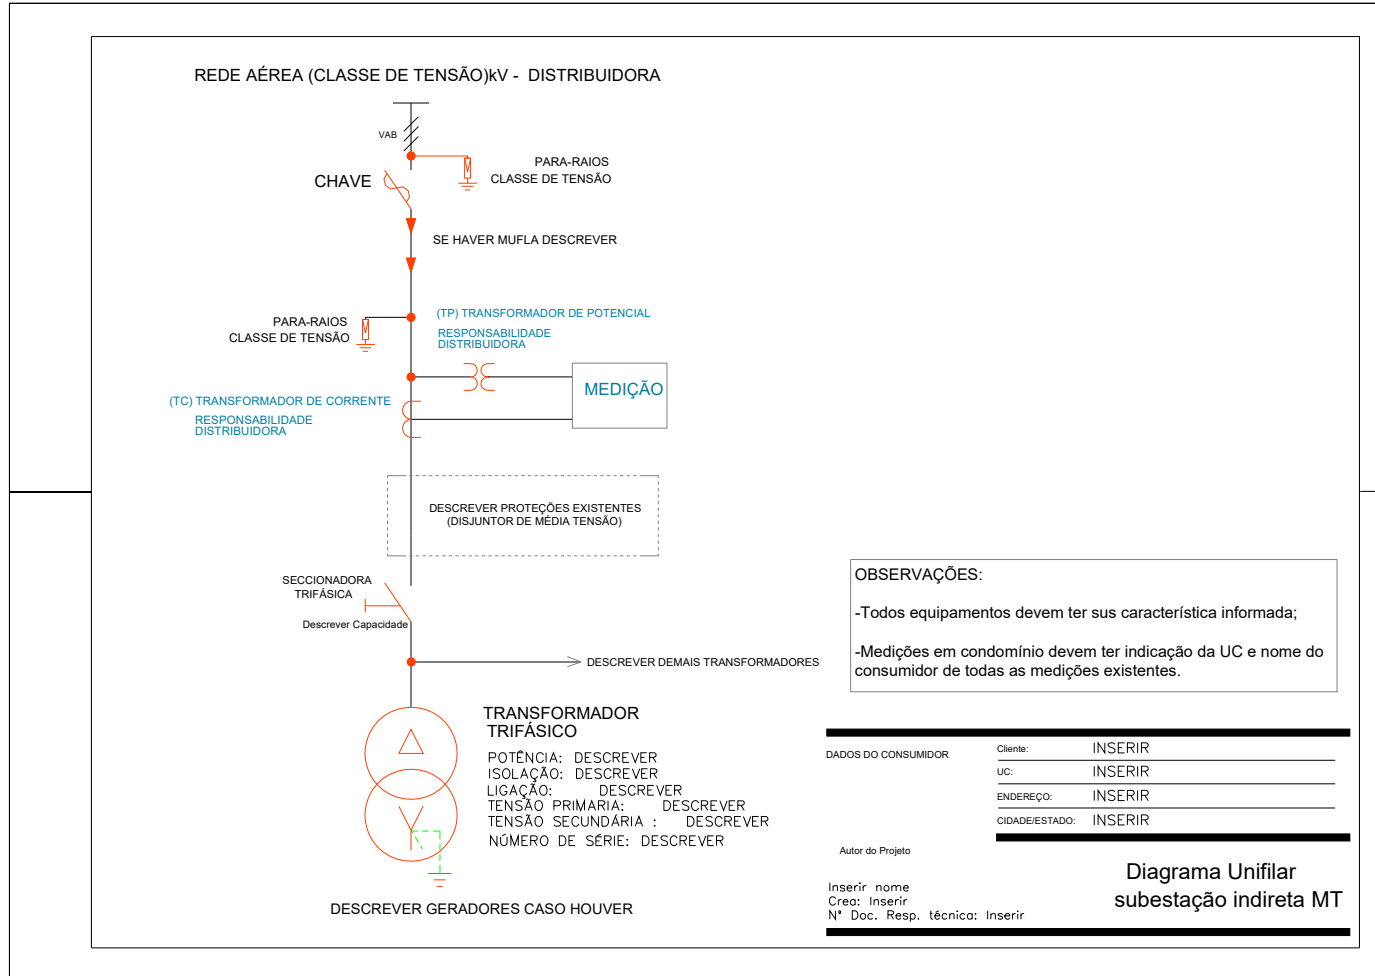 REDE AÉREA (CLASSE DE TENSÃO)kV - DISTRIBUIDORA
VAB
PARA-RAIOS
CLASSE DE TENSÃO
CHAVE
SE HAVER MUFLA DESCREVER
PARA-RAIOS
CLASSE DE TENSÃO
(TP) TRANSFORMADOR DE POTENCIAL
RESPONSABILIDADE
DISTRIBUIDORA
MEDIÇÃO
(TC) TRANSFORMADOR DE CORRENTE
RESPONSABILIDADE
DISTRIBUIDORA
DESCREVER PROTEÇÕES EXISTENTES
(DISJUNTOR DE MÉDIA TENSÃO)
SECCIONADORA
TRIFÁSICA
Descrever Capacidade
DESCREVER DEMAIS TRANSFORMADORES
TRANSFORMADOR
TRIFÁSICO
POTÊNCIA: DESCREVER
ISOLAÇÃO: DESCREVER
LIGAÇÃO: DESCREVER
TENSÃO PRIMARIA: DESCREVER
TENSÃO SECUNDÁRIA : DESCREVER
NÚMERO DE SÉRIE: DESCREVER
DESCREVER GERADORES CASO HOUVER
OBSERVAÇÕES:
-Todos equipamentos devem ter sus característica informada;
-Medições em condomínio devem ter indicação da UC e nome do
consumidor de todas as medições existentes.
DADOS DO CONSUMIDOR
Cliente: INSERIR
UC: INSERIR
ENDEREÇO: INSERIR
CIDADE/ESTADO: INSERIR
Autor do Projeto
Inserir nome
Crea: Inserir
N° Doc. Resp. técnica: Inserir
Diagrama Unifilar
subestação indireta MT